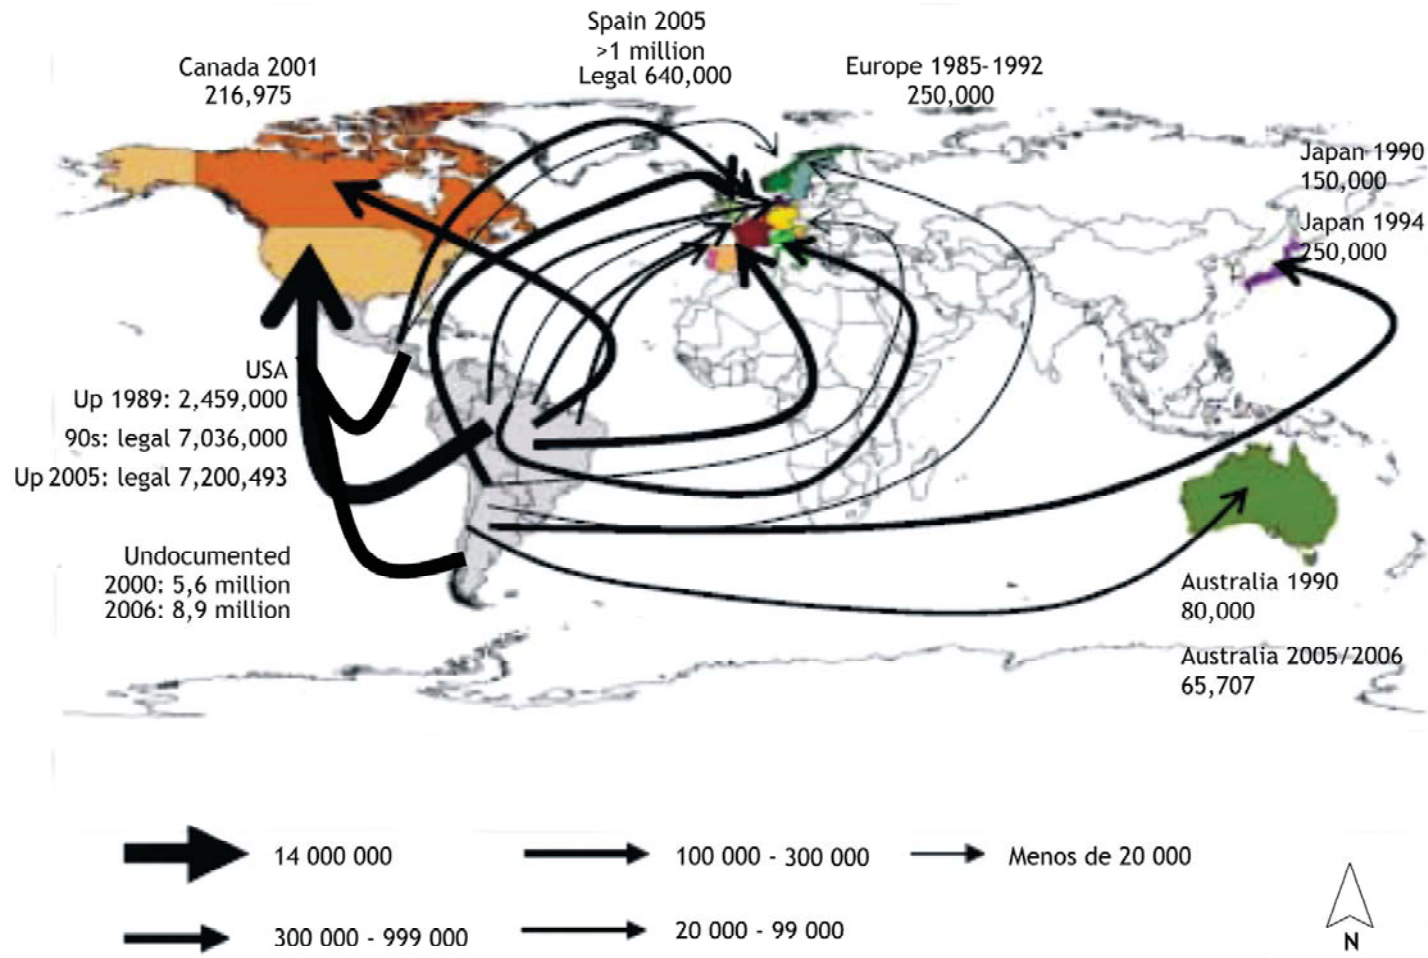 Spain 2005
>1 million
Legal 640,000
Canada 2001
216,975
Europe 1985-1992
250,000
Japan 1990
150,000
Japan 1994
250,000
USA
Up 1989: 2,459,000
90s: legal 7,036,000
Up 2005: legal 7,200,493
Undocumented
2000: 5,6 million
2006: 8,9 million
Australia 1990
80,000
Australia 2005/2006
65,707
14 000 000
100 000 - 300 000
Menos de 20 000
300 000 - 999 000
20 000 - 99 000
N